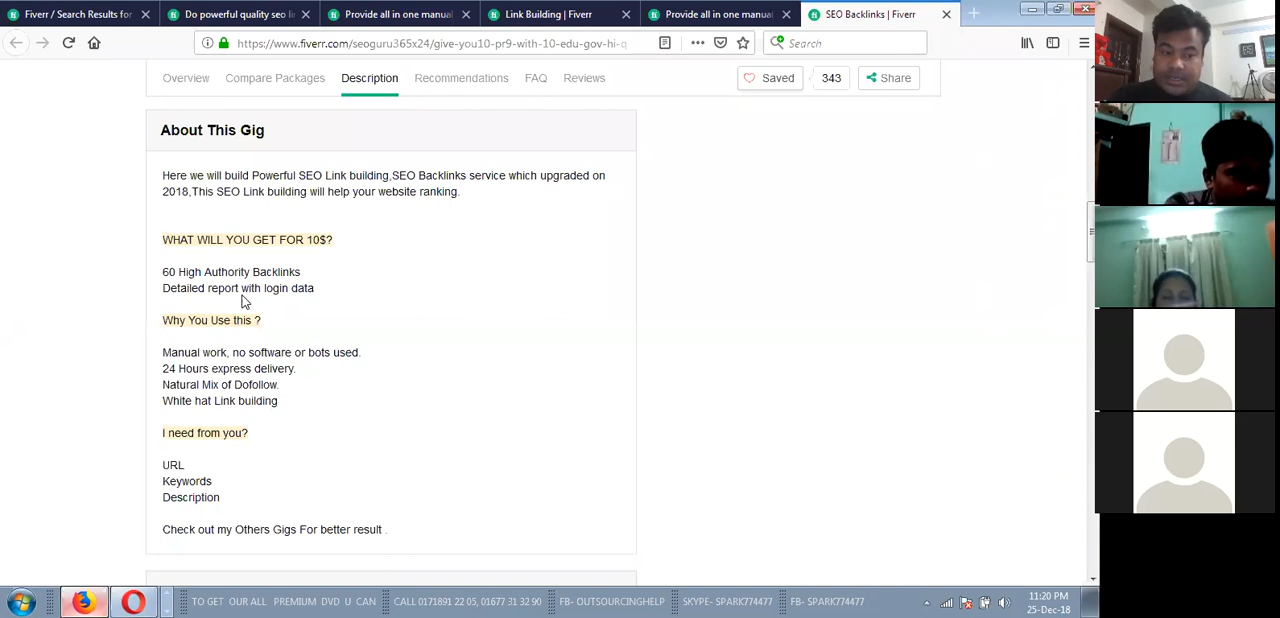 Fiverr / Search Results for
Do powerful quality seo li
Provide all in one manual
Link Building | Fiverr
Provide all in one manual
SEO Backlinks | Fiverr
https://www.fiverr.com/seoguru365x24/give-you10-pr9-with-10-edu-gov-hi-q
Search
Overview
Compare Packages
Description
Recommendations
FAQ
Reviews
Saved
343
Share
About This Gig
Here we will build Powerful SEO Link building,SEO Backlinks service which upgraded on
2018,This SEO Link building will help your website ranking.
WHAT WILL YOU GET FOR 10$?
60 High Authority Backlinks
Detailed report with login data
Why You Use this ?
Manual work, no software or bots used.
24 Hours express delivery.
Natural Mix of Dofollow.
White hat Link building
I need from you?
URL
Keywords
Description
Check out my Others Gigs For better result .
TO GET OUR ALL PREMIUM DVD U CAN
CALL 0171891 22 05, 01677 31 32 90
FB- OUTSOURCINGHELP
SKYPE- SPARK774477
FB- SPARK774477
11:20 PM
25-Dec-18